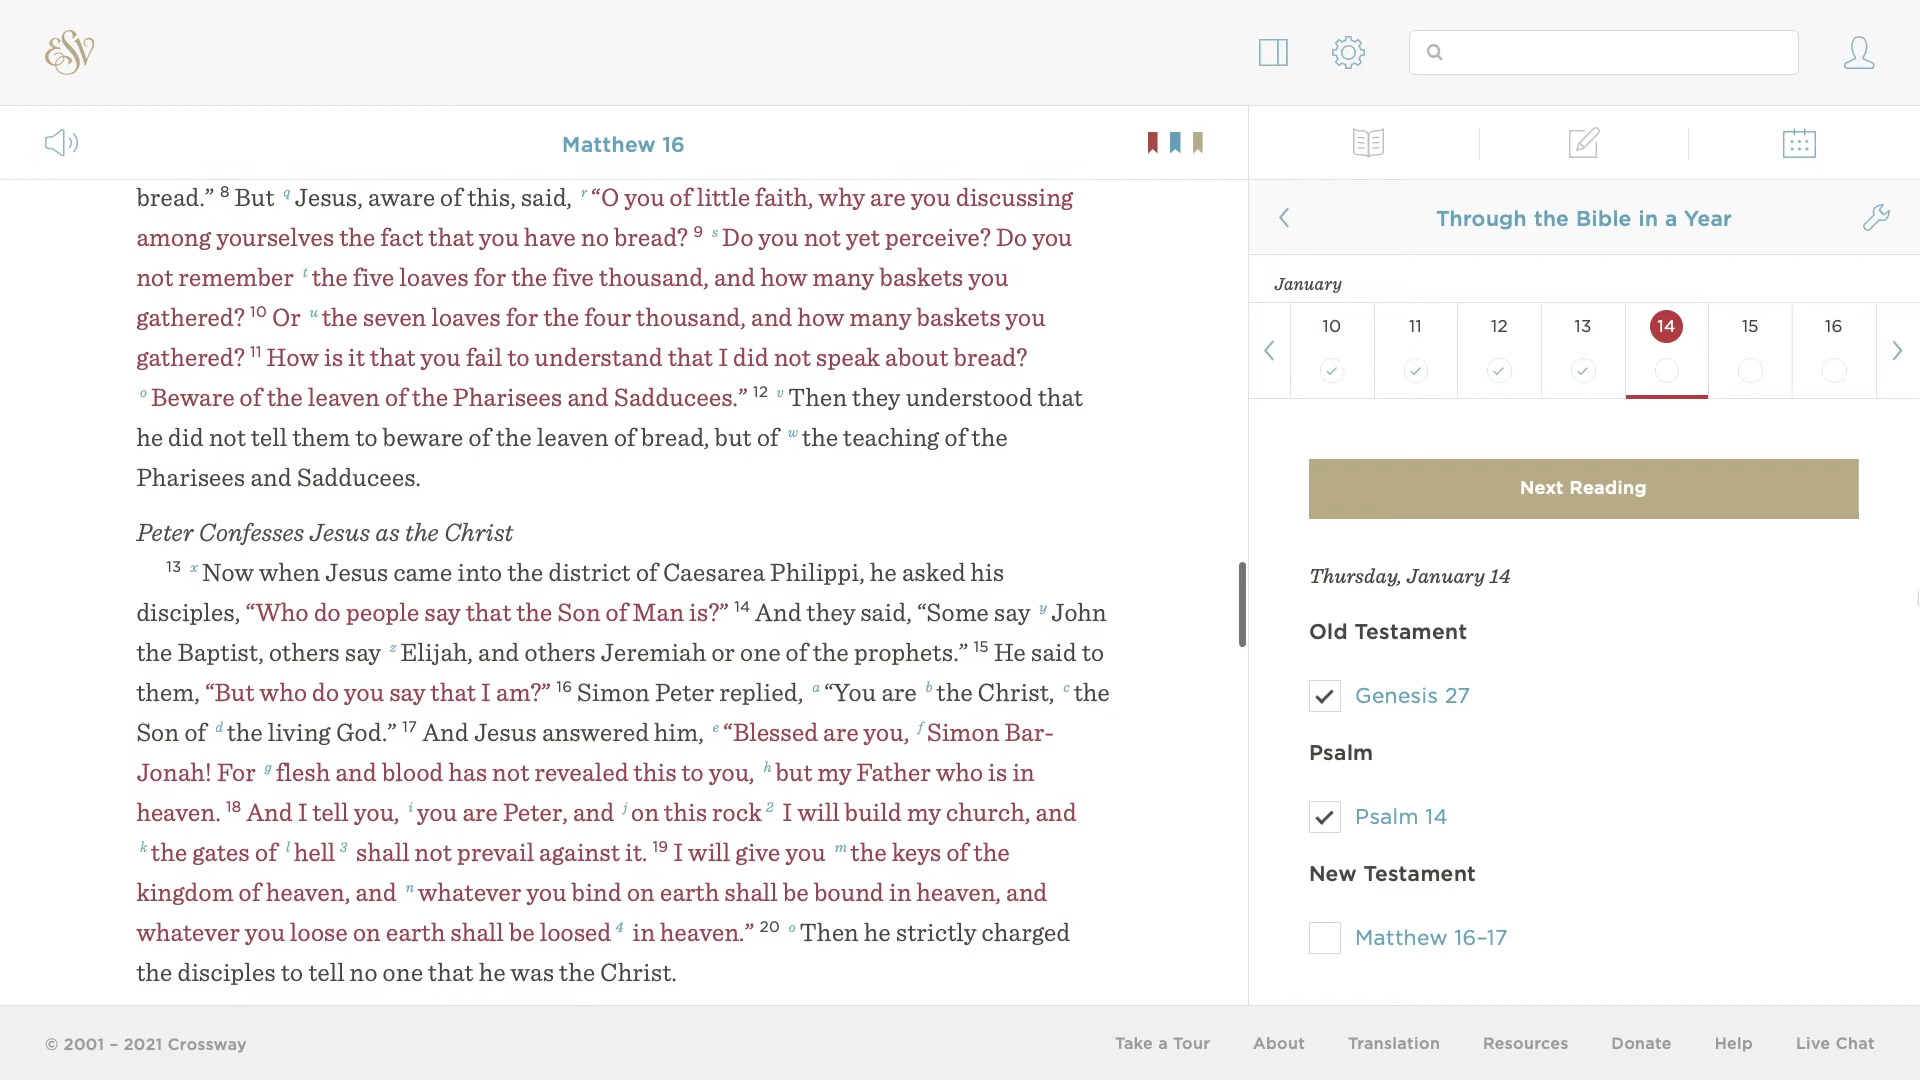 ESV
Matthew 16
bread.” 8 But q Jesus, aware of this, said, r “O you of little faith, why are you discussing
among yourselves the fact that you have no bread? 9 s Do you not yet perceive? Do you
not remember t the five loaves for the five thousand, and how many baskets you
gathered? 10 Or u the seven loaves for the four thousand, and how many baskets you
gathered? 11 How is it that you fail to understand that I did not speak about bread?
o Beware of the leaven of the Pharisees and Sadducees.” 12 v Then they understood that
he did not tell them to beware of the leaven of bread, but of w the teaching of the
Pharisees and Sadducees.
Peter Confesses Jesus as the Christ
13 x Now when Jesus came into the district of Caesarea Philippi, he asked his
disciples, “Who do people say that the Son of Man is?” 14 And they said, “Some say y John
the Baptist, others say z Elijah, and others Jeremiah or one of the prophets.” 15 He said to
them, “But who do you say that I am?” 16 Simon Peter replied, a “You are b the Christ, c the
Son of d the living God.” 17 And Jesus answered him, e “Blessed are you, f Simon Bar-
Jonah! For g flesh and blood has not revealed this to you, h but my Father who is in
heaven. 18 And I tell you, i you are Peter, and j on this rock 2 I will build my church, and
k the gates of l hell 3 shall not prevail against it. 19 I will give you m the keys of the
kingdom of heaven, and n whatever you bind on earth shall be bound in heaven, and
whatever you loose on earth shall be loosed 4 in heaven.” 20 o Then he strictly charged
the disciples to tell no one that he was the Christ.
Through the Bible in a Year
January
10 11 12 13 14 15 16
Next Reading
Thursday, January 14
Old Testament
Genesis 27
Psalm
Psalm 14
New Testament
Matthew 16–17
© 2001 – 2021 Crossway
Take a Tour About Translation Resources Donate Help Live Chat